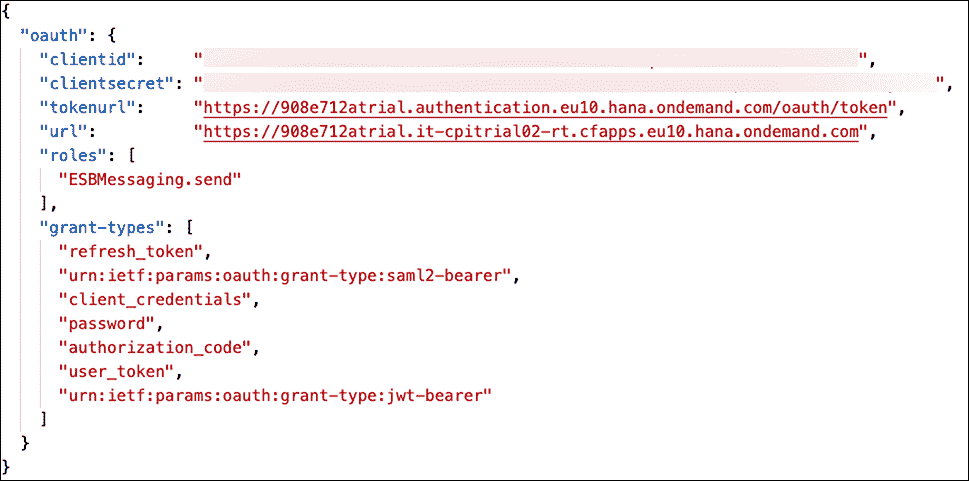 {
"oauth": {
"clientid": "",
"clientsecret": "",
"tokenurl": "https://908e712atrial.authentication.eu10.hana.ondemand.com/oauth/token",
"url": "https://908e712atrial.it-cpitrial02-rt.cfapps.eu10.hana.ondemand.com",
"roles": [
"ESBMessaging.send"
],
"grant-types": [
"refresh_token",
"urn:ietf:params:oauth:grant-type:saml2-bearer",
"client_credentials",
"password",
"authorization_code",
"user_token",
"urn:ietf:params:oauth:grant-type:jwt-bearer"
]
}
}